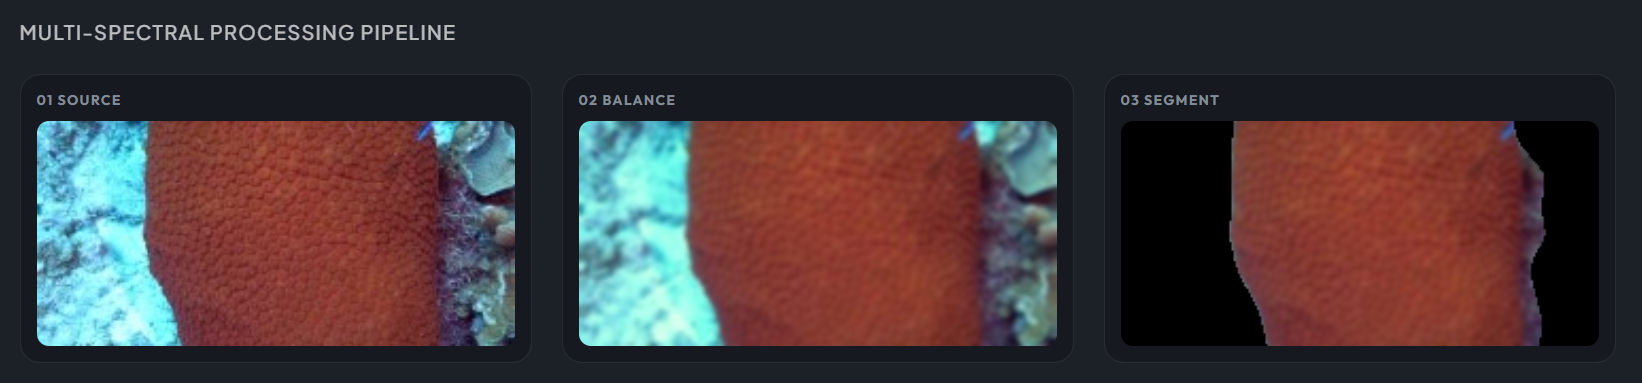 MULTI-SPECTRAL PROCESSING PIPELINE
01 SOURCE
02 BALANCE
03 SEGMENT